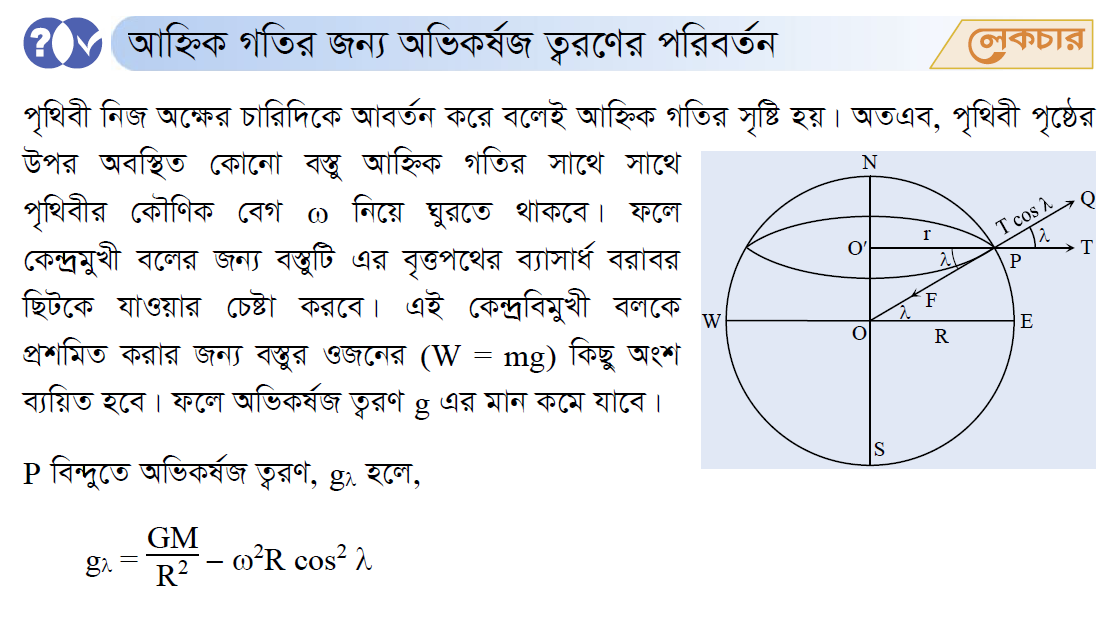 আহ্নিক গতির জন্য অভিকর্ষজ ত্বরণের পরিবর্তন
লেকচার
পৃথিবী নিজ অক্ষের চারিদিকে আবর্তন করে বলেই আহ্নিক গতির সৃষ্টি হয়। অতএব, পৃথিবী পৃষ্ঠের
উপর অবস্থিত কোনো বস্তু আহ্নিক গতির সাথে সাথে
পৃথিবীর কৌণিক বেগ ω নিয়ে ঘুরতে থাকবে। ফলে
কেন্দ্রমুখী বলের জন্য বস্তুটি এর বৃত্তপথের ব্যাসার্ধ বরাবর
ছিটকে যাওয়ার চেষ্টা করবে। এই কেন্দ্রবিমুখী বলকে
প্রশমিত করার জন্য বস্তুর ওজনের (W = mg) কিছু অংশ
ব্যয়িত হবে। ফলে অভিকর্ষজ ত্বরণ g এর মান কমে যাবে।
N
Q
T cos λ
λ
r
O′
λ
P
T
F
λ
W
O
R
E
S
P বিন্দুতে অভিকর্ষজ ত্বরণ, gλ হলে,
gλ = GM/R² − ω²R cos² λ